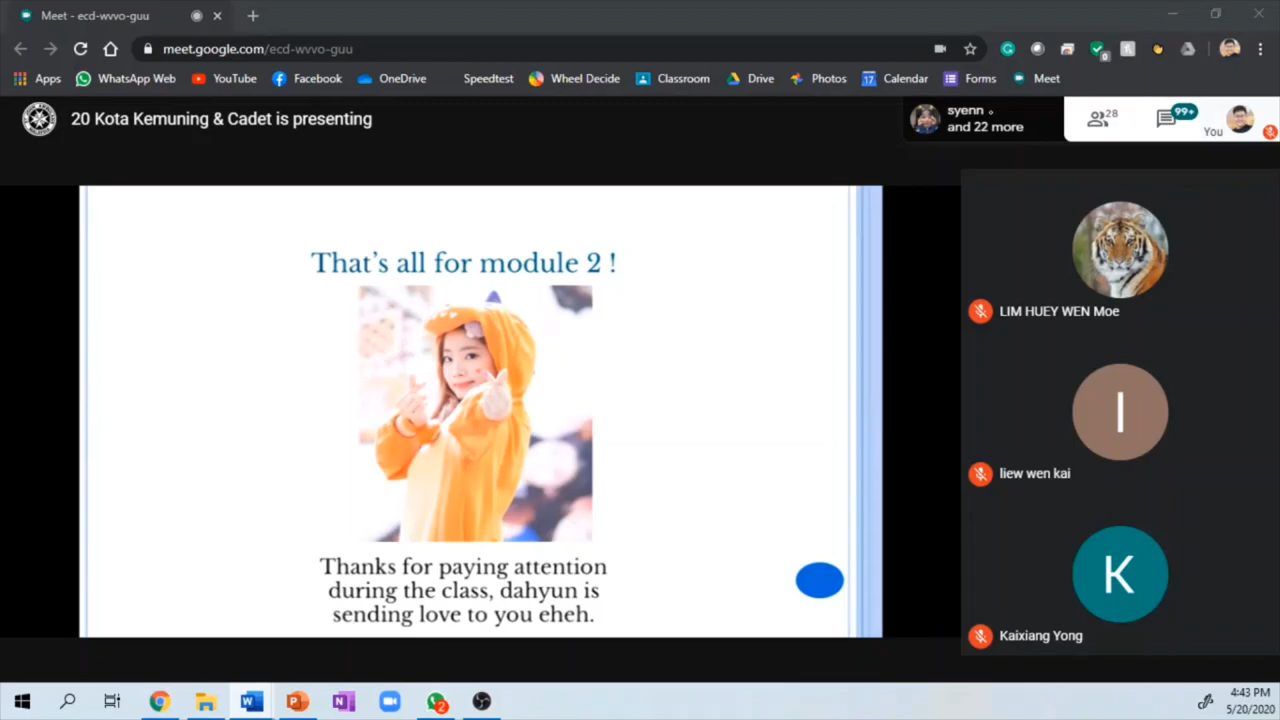 Meet - ecd-wvvo-guu
meet.google.com/ecd-wvvo-guu
Apps WhatsApp Web YouTube Facebook OneDrive Speedtest Wheel Decide Classroom Drive Photos 17 Calendar Forms Meet
20 Kota Kemuning & Cadet is presenting
syenn 。
and 22 more
28
99+
You
That's all for module 2 !
Thanks for paying attention
during the class, dahyun is
sending love to you eheh.
LIM HUEY WEN Moe
l
liew wen kai
K
Kaixiang Yong
2
4:43 PM
5/20/2020